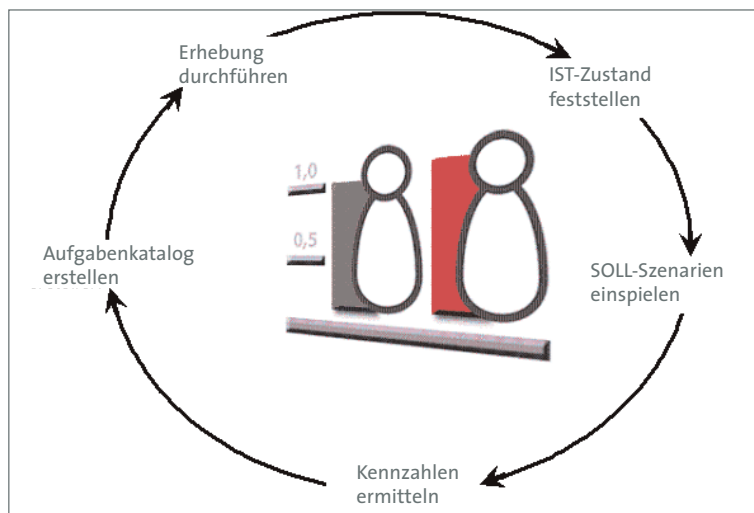 Erhebung
durchführen
IST-Zustand
feststellen
1,0
0,5
Aufgabenkatalog
erstellen
SOLL-Szenarien
einspielen
Kennzahlen
ermitteln